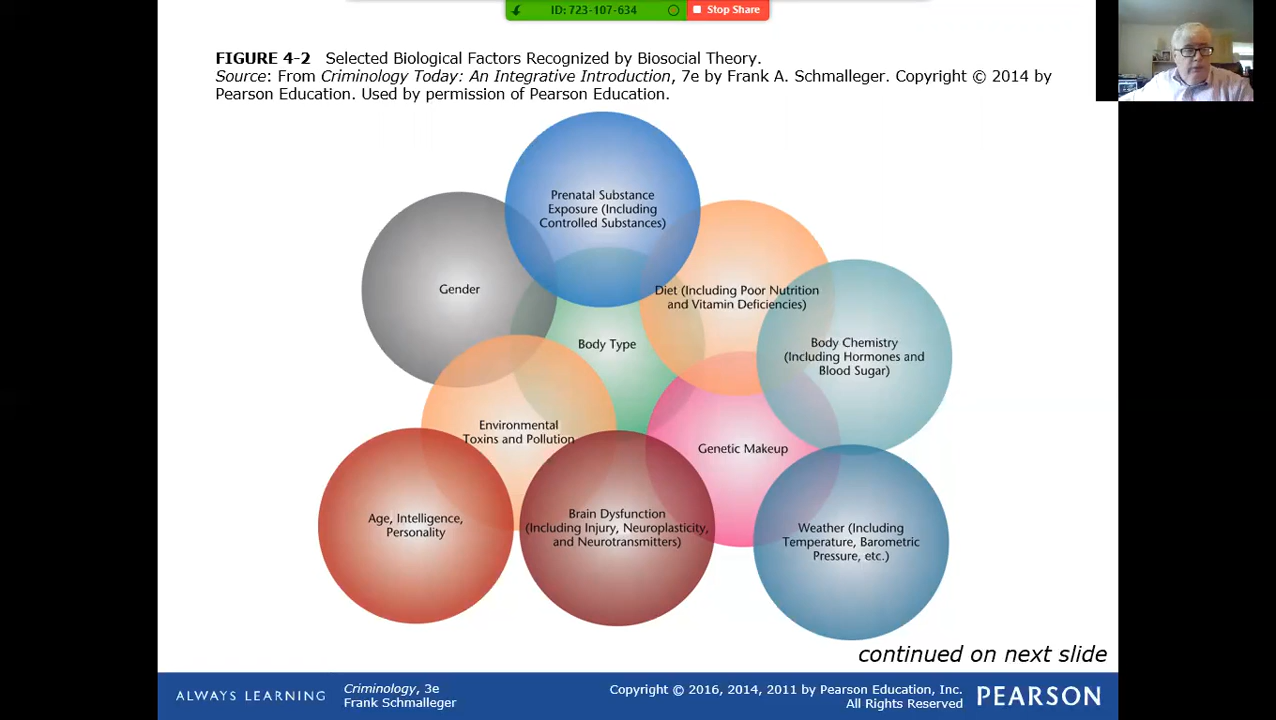 ID: 723-107-634
Stop Share
FIGURE 4-2 Selected Biological Factors Recognized by Biosocial Theory.
Source: From Criminology Today: An Integrative Introduction, 7e by Frank A. Schmalleger. Copyright © 2014 by
Pearson Education. Used by permission of Pearson Education.
Prenatal Substance
Exposure (Including
Controlled Substances)
Gender
Diet (Including Poor Nutrition
and Vitamin Deficiencies)
Body Type
Body Chemistry
(Including Hormones and
Blood Sugar)
Environmental
Toxins and Pollution
Genetic Makeup
Age, Intelligence,
Personality
Brain Dysfunction
(Including Injury, Neuroplasticity,
and Neurotransmitters)
Weather (Including
Temperature, Barometric
Pressure, etc.)
continued on next slide
ALWAYS LEARNING
Criminology, 3e
Frank Schmalleger
Copyright © 2016, 2014, 2011 by Pearson Education, Inc.
All Rights Reserved
PEARSON